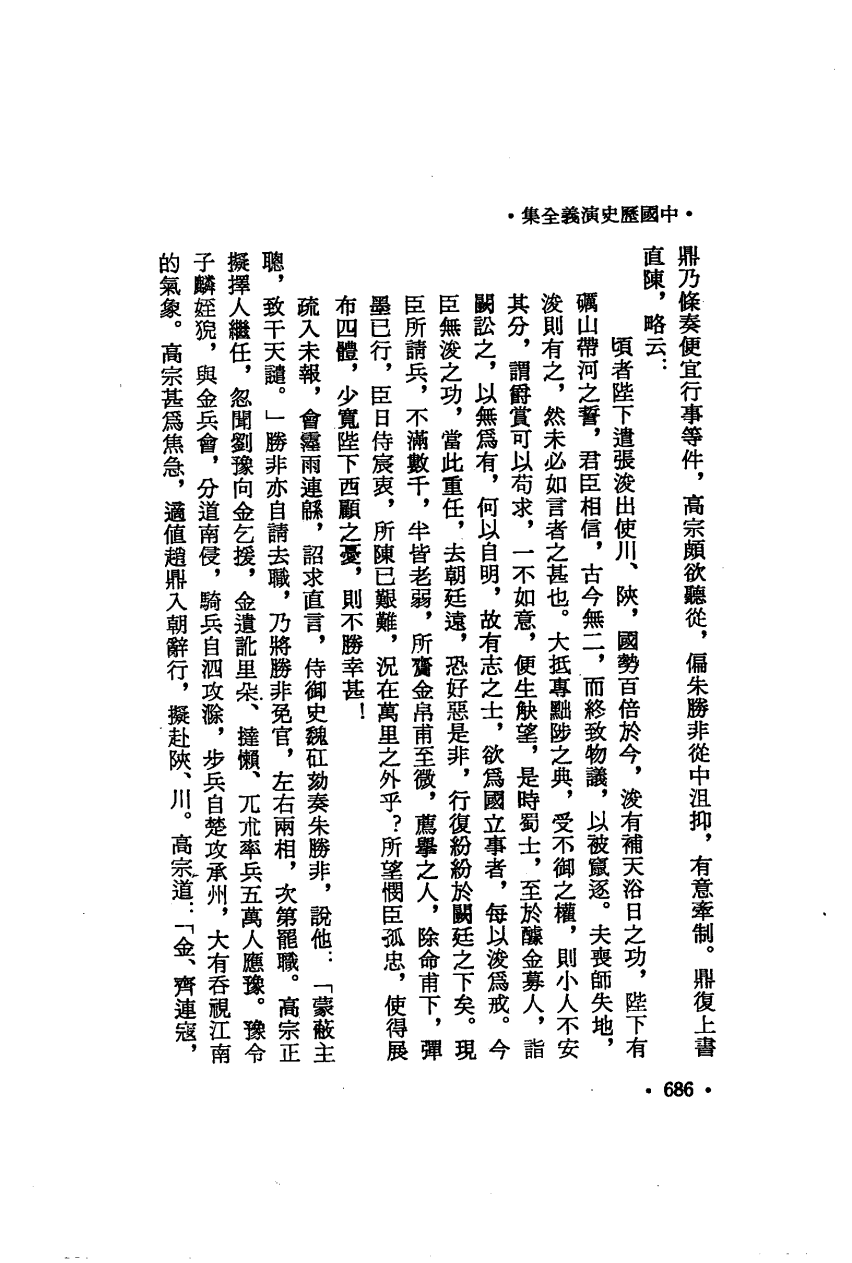 •中國歷史演義全集•
鼎乃條奏便宜行事等件，高宗頗欲聽從，偏朱勝非從中沮抑，有意牽制。鼎復上書
直陳，略云：
頃者陛下遣張浚出使川、陝，國勢百倍於今，浚有補天浴日之功，陛下有
礪山帶河之誓，君臣相信，古今無二，而終致物議，以被竄逐。夫喪師失地，
浚則有之，然未必如言者之甚也。大抵專黜陟之典，受不御之權，則小人不安
其分，謂爵賞可以苟求，一不如意，便生觖望，是時蜀士，至於醵金募人，詣
闕訟之，以無爲有，何以自明，故有志之士，欲爲國立事者，每以浚爲戒。今
臣無浚之功，當此重任，去朝廷遠，恐好惡是非，行復紛紛於闕廷之下矣。現
臣所請兵，不滿數千，半皆老弱，所齎金帛甫至微，薦舉之人，除命甫下，彈
墨已行，臣日侍宸衷，所陳已艱難，況在萬里之外乎？所望憫臣孤忠，使得展
布四體，少寬陛下西顧之憂，則不勝幸甚！
疏入未報，會霪雨連緜，詔求直言，侍御史魏矼劾奏朱勝非，說他：「蒙蔽主
聰，致干天譴。」勝非亦自請去職，乃將勝非免官，左右兩相，次第罷職。高宗正
擬擇人繼任，忽聞劉豫向金乞援，金遣訛里朵、撻懶、兀朮率兵五萬人應豫。豫令
子麟姪猊，與金兵會，分道南侵，騎兵自泗攻滁，步兵自楚攻承州，大有吞視江南
的氣象。高宗甚爲焦急，適值趙鼎入朝辭行，擬赴陝、川。高宗道：「金、齊連寇，
•686•